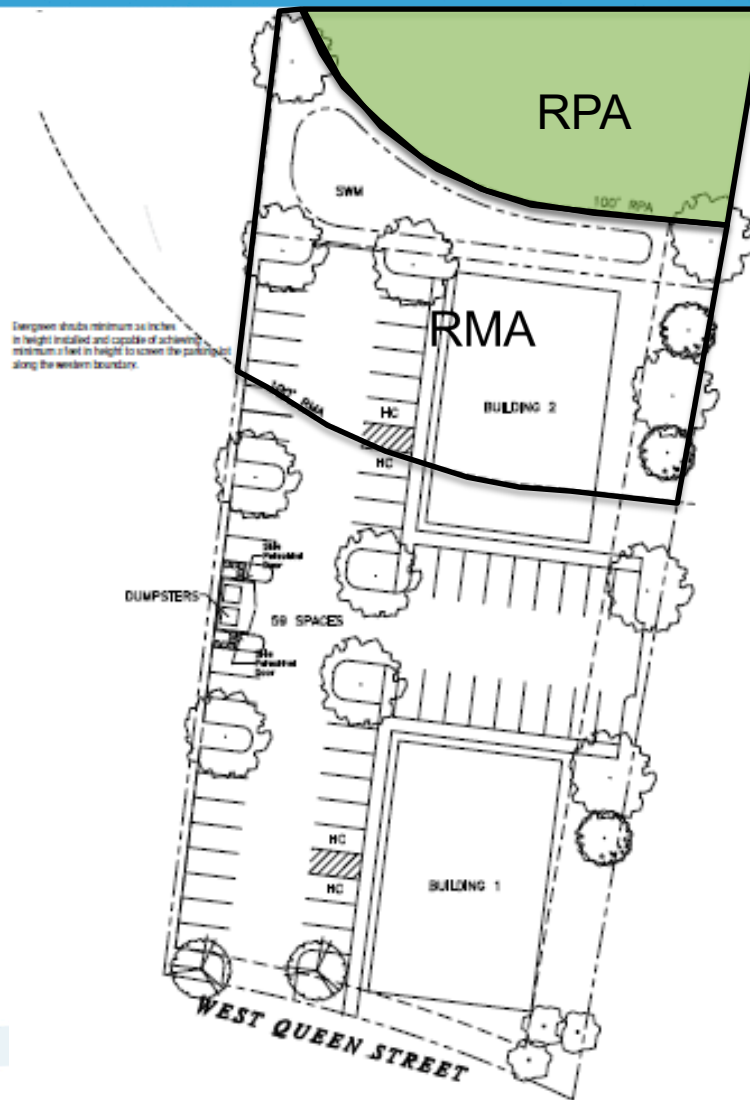 RPA
SWM
100' RPA
Evergreen shrubs minimum
in height installed and capable of achieving
minimum feet in height to screen the parking lot
along the western boundary.
RMA
100' RMA
HC
BUILDING 2
HC
DUMPSTERS
59 SPACES
HC
HC
BUILDING 1
WEST QUEEN STREET